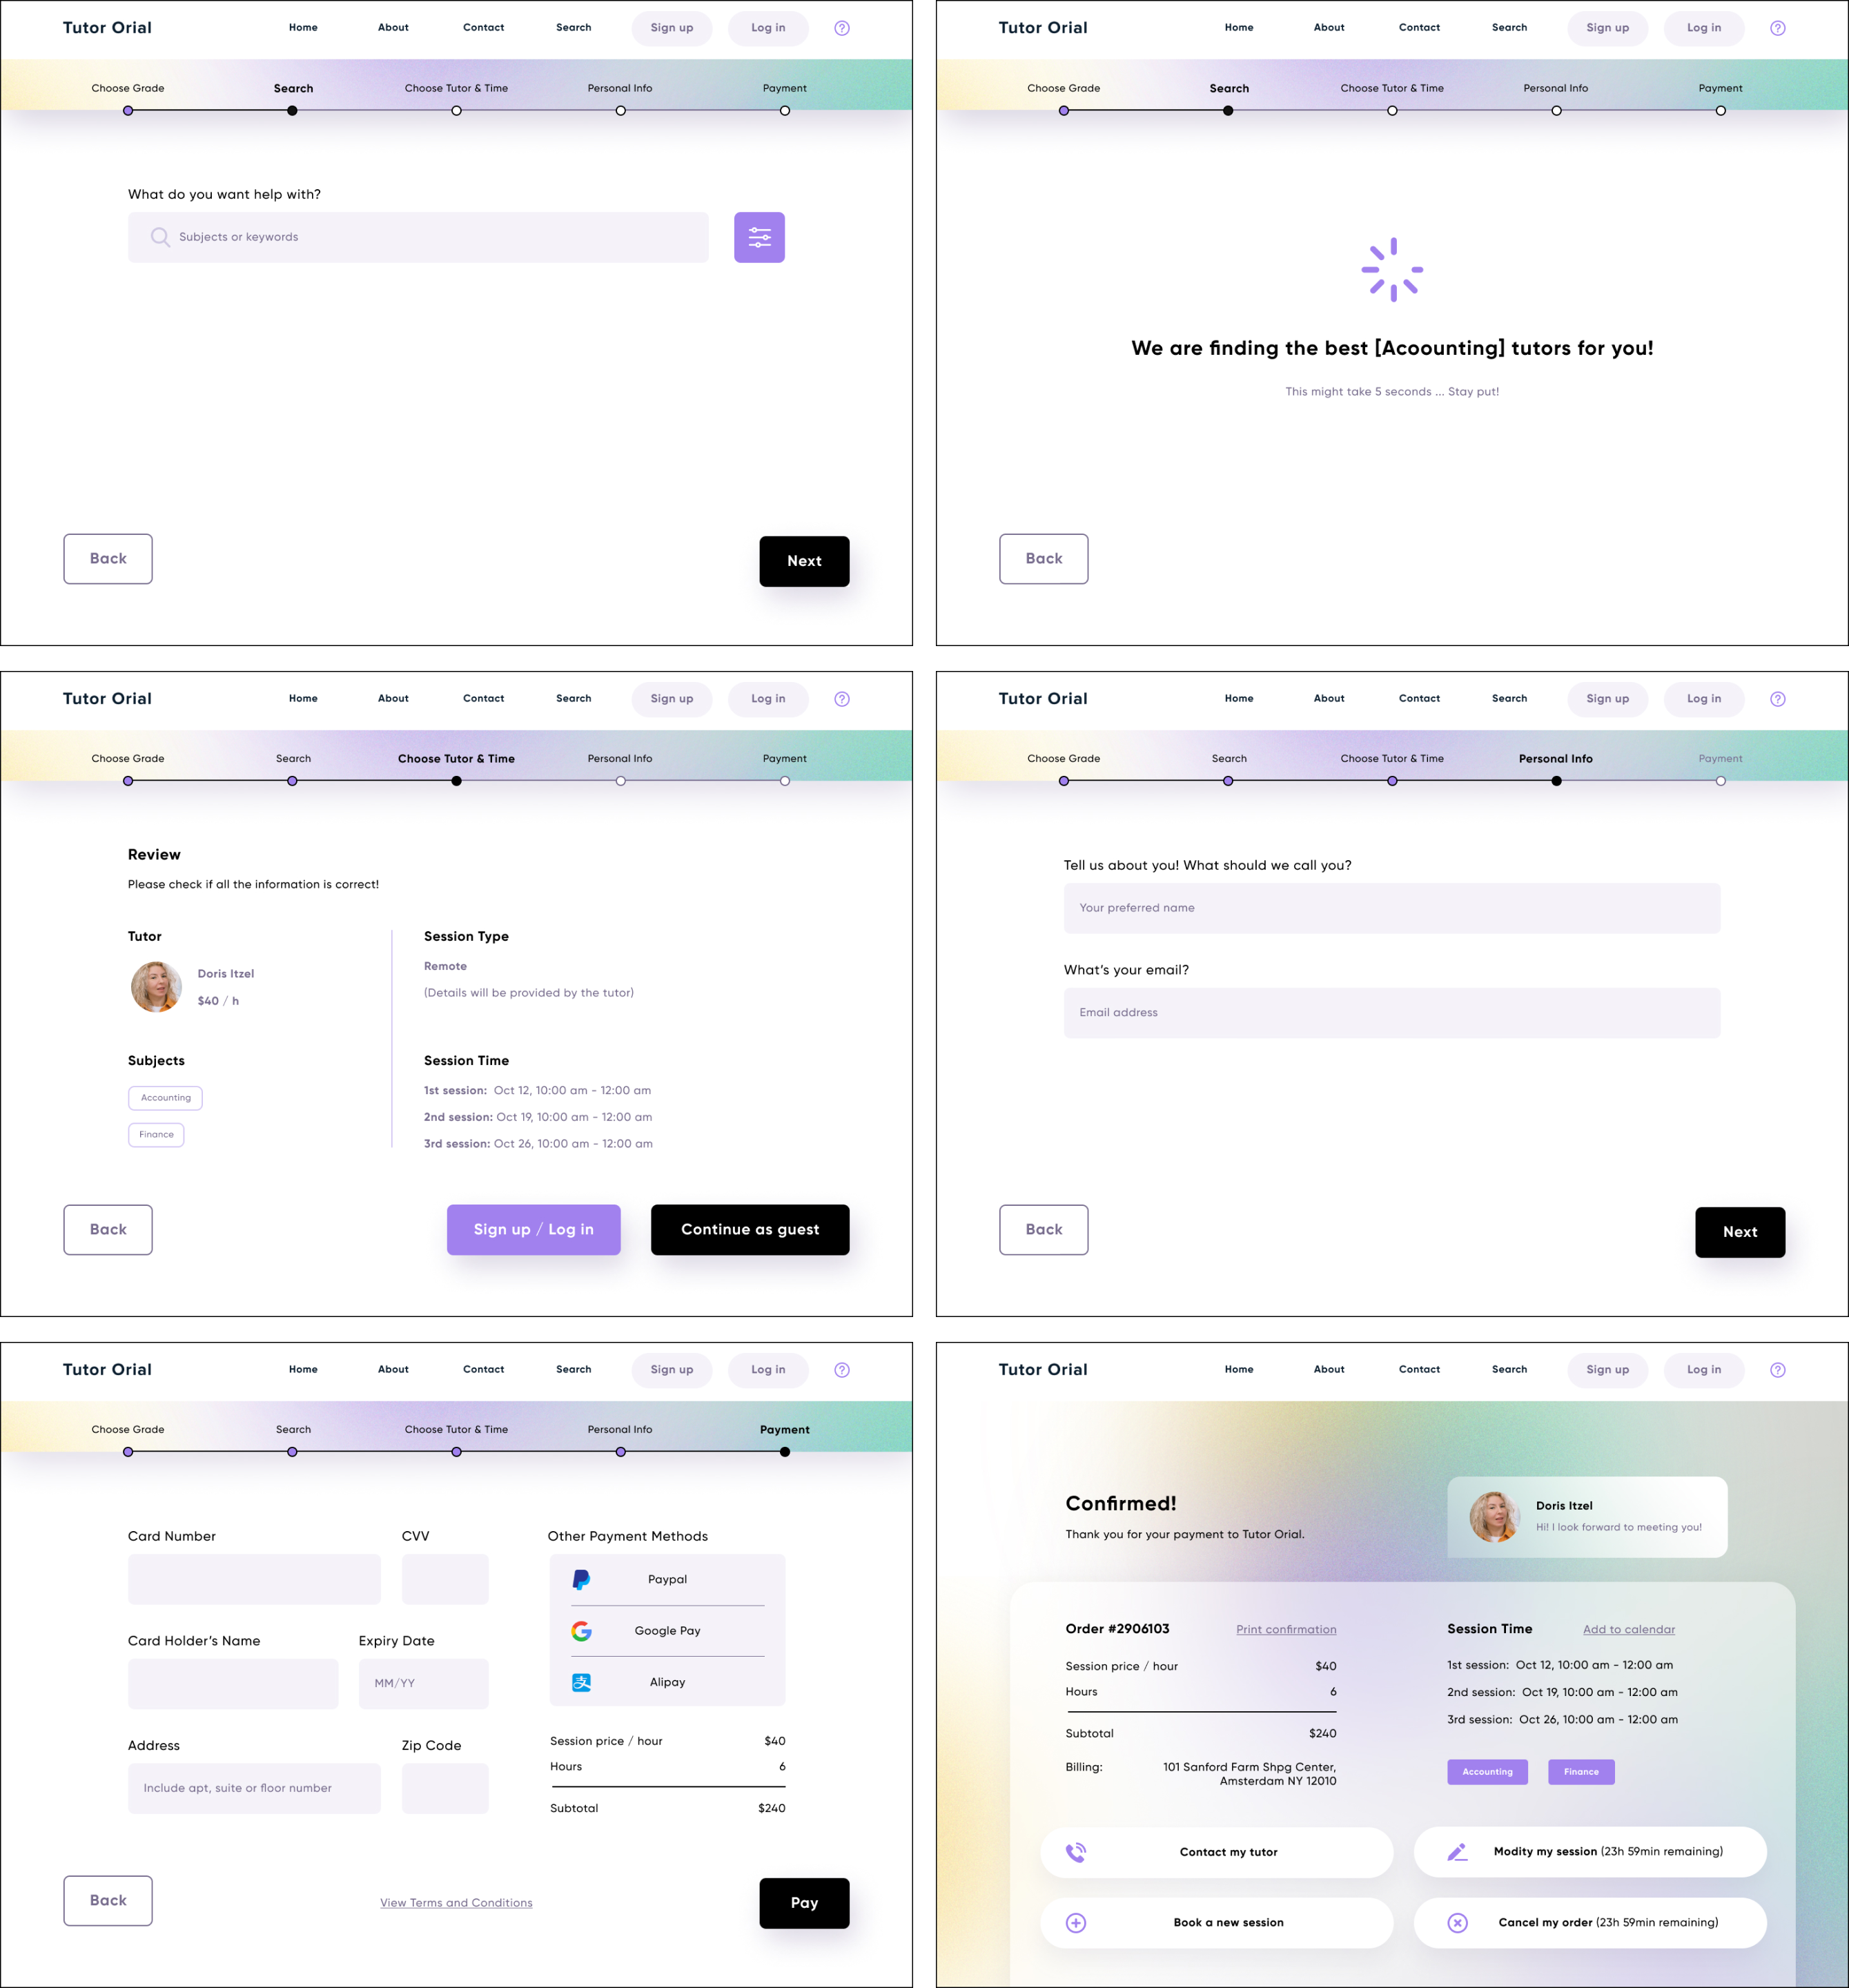 Tutor Orial
Home About Contact Search Sign up Log in ?
Choose Grade Search Choose Tutor & Time Personal Info Payment
What do you want help with?
Subjects or keywords
Back Next
Tutor Orial
Home About Contact Search Sign up Log in ?
Choose Grade Search Choose Tutor & Time Personal Info Payment
We are finding the best [Acoounting] tutors for you!
This might take 5 seconds ... Stay put!
Back
Tutor Orial
Home About Contact Search Sign up Log in ?
Choose Grade Search Choose Tutor & Time Personal Info Payment
Review
Please check if all the information is correct!
Tutor
Doris Itzel
$40 / h
Subjects
Accounting
Finance
Session Type
Remote
(Details will be provided by the tutor)
Session Time
1st session: Oct 12, 10:00 am - 12:00 am
2nd session: Oct 19, 10:00 am - 12:00 am
3rd session: Oct 26, 10:00 am - 12:00 am
Back Sign up / Log in Continue as guest
Tutor Orial
Home About Contact Search Sign up Log in ?
Choose Grade Search Choose Tutor & Time Personal Info Payment
Tell us about you! What should we call you?
Your preferred name
What's your email?
Email address
Back Next
Tutor Orial
Home About Contact Search Sign up Log in ?
Choose Grade Search Choose Tutor & Time Personal Info Payment
Card Number CVV
Card Holder's Name Expiry Date
MM/YY
Address Zip Code
Include apt, suite or floor number
Other Payment Methods
Paypal
Google Pay
支 Alipay
Session price / hour $40
Hours 6
Subtotal $240
Back View Terms and Conditions Pay
Tutor Orial
Home About Contact Search Sign up Log in ?
Confirmed!
Thank you for your payment to Tutor Orial.
Doris Itzel
Hi! I look forward to meeting you!
Order #2906103 Print confirmation
Session price / hour $40
Hours 6
Subtotal $240
Billing: 101 Sanford Farm Shpg Center,
Amsterdam NY 12010
Session Time Add to calendar
1st session: Oct 12, 10:00 am - 12:00 am
2nd session: Oct 19, 10:00 am - 12:00 am
3rd session: Oct 26, 10:00 am - 12:00 am
Accounting Finance
Contact my tutor
Modity my session (23h 59min remaining)
Book a new session
Cancel my order (23h 59min remaining)